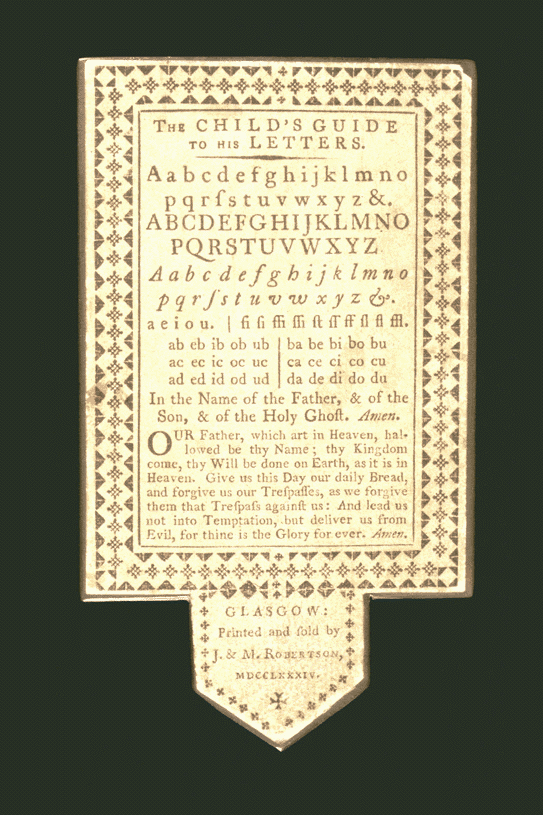 The CHILD'S GUIDE
TO HIS LETTERS.
Aabcdefghijklmno
pqrſstuvwxyz&.
ABCDEFGHIJKLMNO
PQRSTUVWXYZ
Aabcdefghijklmno
pqrſstuvwxyz&.
aeiou. | fi ſi ffi ſſi ſt ſſ ff ſl fl ffl.
ab eb ib ob ub | ba be bi bo bu
ac ec ic oc uc | ca ce ci co cu
ad ed id od ud | da de di do du
In the Name of the Father, & of the
Son, & of the Holy Ghoſt. Amen.
OUR Father, which art in Heaven, hal-
lowed be thy Name; thy Kingdom
come, thy Will be done on Earth, as it is in
Heaven. Give us this Day our daily Bread,
and forgive us our Treſpaſſes, as we forgive
them that Treſpaſs againſt us: And lead us
not into Temptation, but deliver us from
Evil, for thine is the Glory for ever. Amen.
GLASGOW:
Printed and ſold by
J. & M. ROBERTSON,
MDCCLXXXIV.